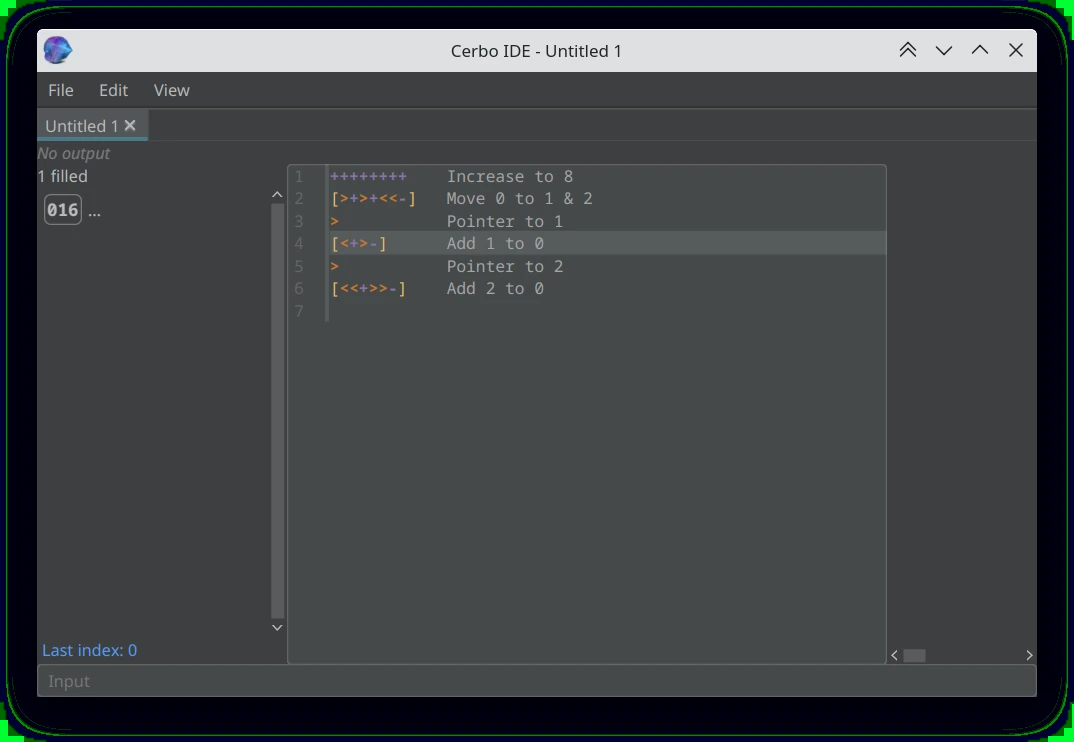 Cerbo IDE - Untitled 1
File Edit View
Untitled 1
No output
1 filled
016 ...
1 ++++++++ Increase to 8
2 [>+>+<<-] Move 0 to 1 & 2
3 > Pointer to 1
4 [<+>-] Add 1 to 0
5 > Pointer to 2
6 [<<+>>-] Add 2 to 0
7
Last index: 0
Input